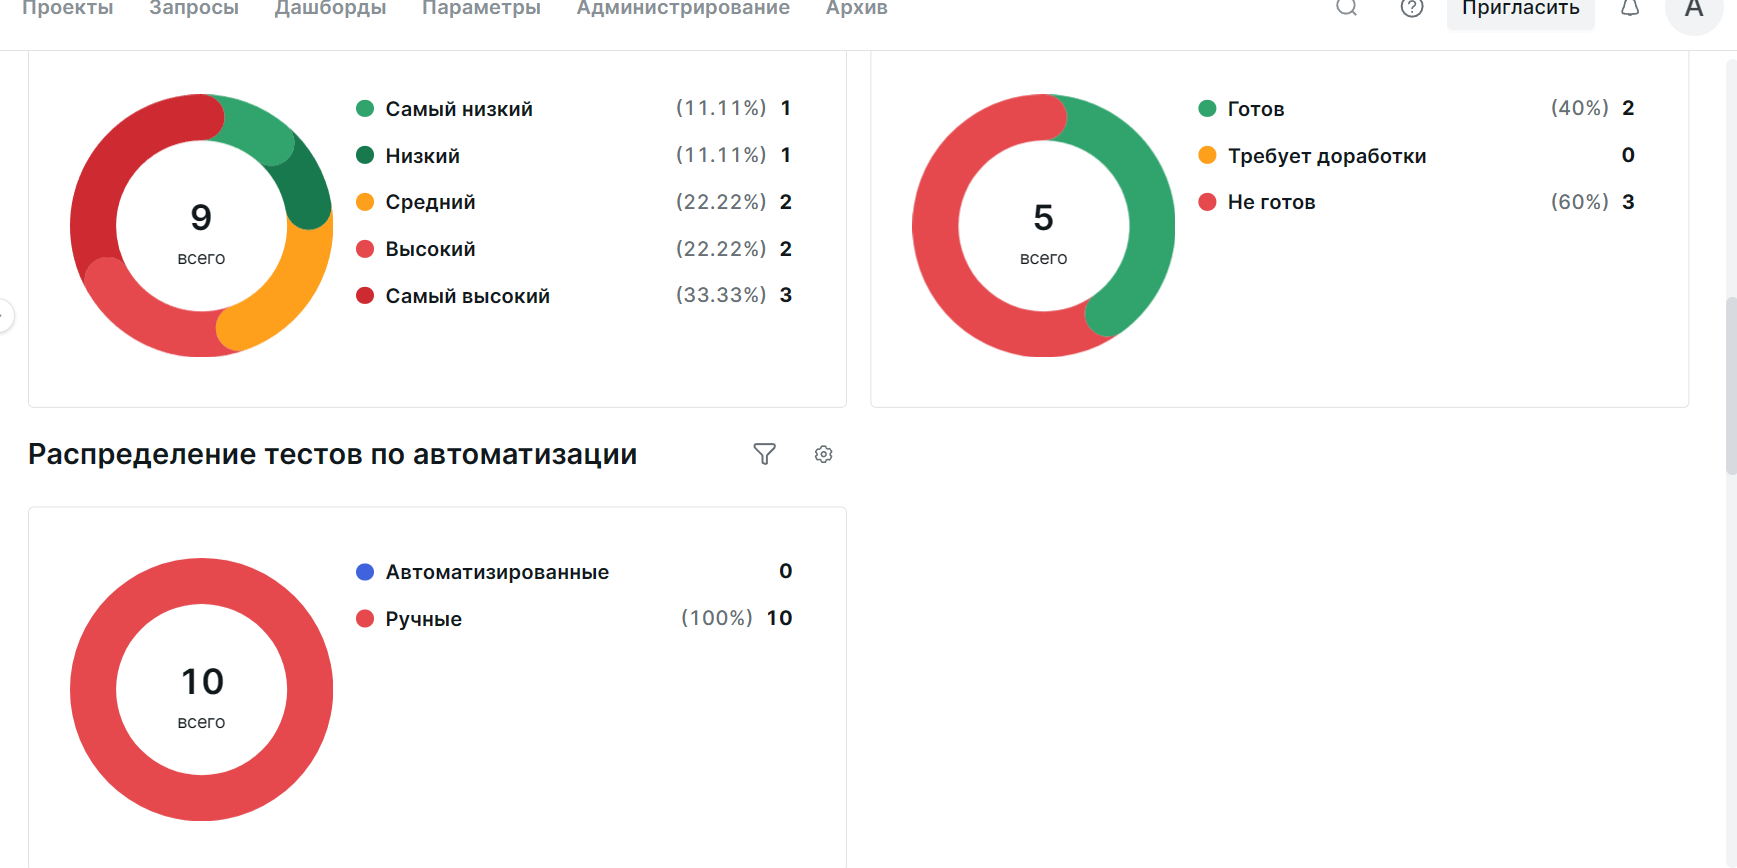 Проекты Запросы Дашборды Параметры Администрирование Архив Пригласить А
9
всего
Самый низкий (11.11%) 1
Низкий (11.11%) 1
Средний (22.22%) 2
Высокий (22.22%) 2
Самый высокий (33.33%) 3
5
всего
Готов (40%) 2
Требует доработки 0
Не готов (60%) 3
Распределение тестов по автоматизации
10
всего
Автоматизированные 0
Ручные (100%) 10